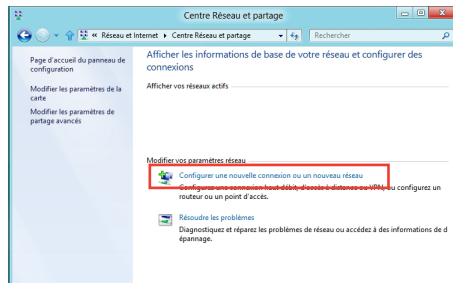 Centre Réseau et partage
« Réseau et Internet ▸ Centre Réseau et partage
Rechercher
Page d'accueil du panneau de
configuration
Modifier les paramètres de la
carte
Modifier les paramètres de
partage avancés
Afficher les informations de base de votre réseau et configurer des
connexions
Afficher vos réseaux actifs
Modifier vos paramètres réseau
Configurer une nouvelle connexion ou un nouveau réseau
Configurez une connexion haut débit, d'accès à distance ou VPN, ou configurez un
routeur ou un point d'accès.
Résoudre les problèmes
Diagnostiquez et réparez les problèmes de réseau ou accédez à des informations de d
épannage.